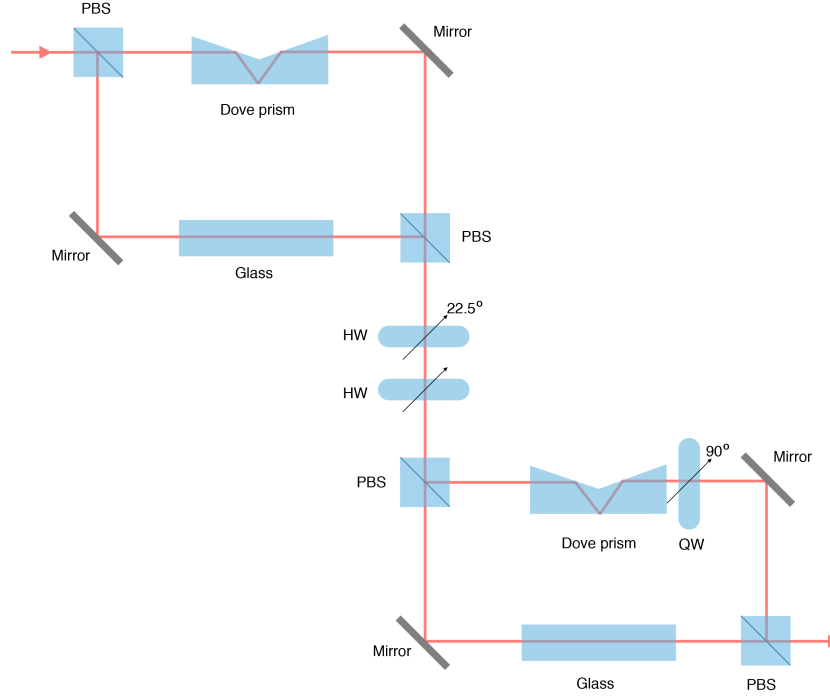 PBS
Mirror
Dove prism
PBS
Mirror
Glass
22.5°
HW
HW
90°
Mirror
PBS
Dove prism
QW
Mirror
Glass
PBS